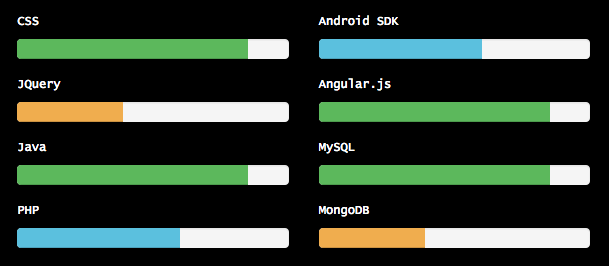 CSS
Android SDK
JQuery
Angular.js
Java
MySQL
PHP
MongoDB